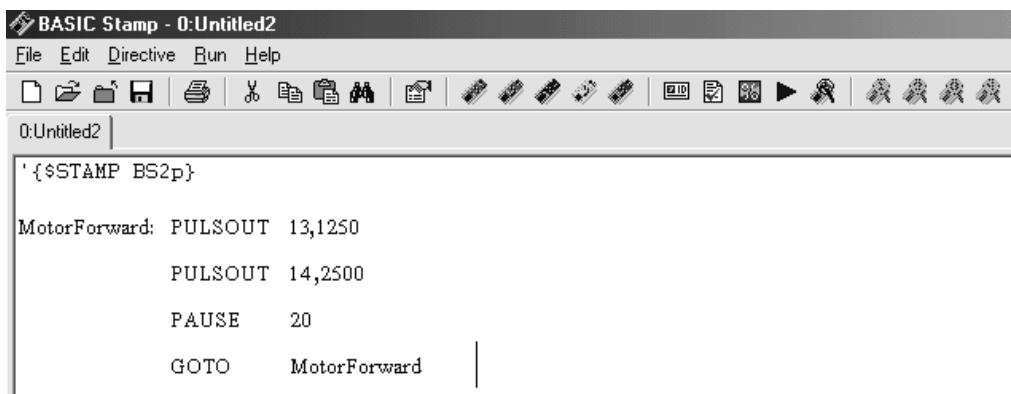 BASIC Stamp - 0:Untitled2
File Edit Directive Run Help
0:Untitled2
'{$STAMP BS2p}
MotorForward: PULSOUT 13,1250
PULSOUT 14,2500
PAUSE 20
GOTO MotorForward